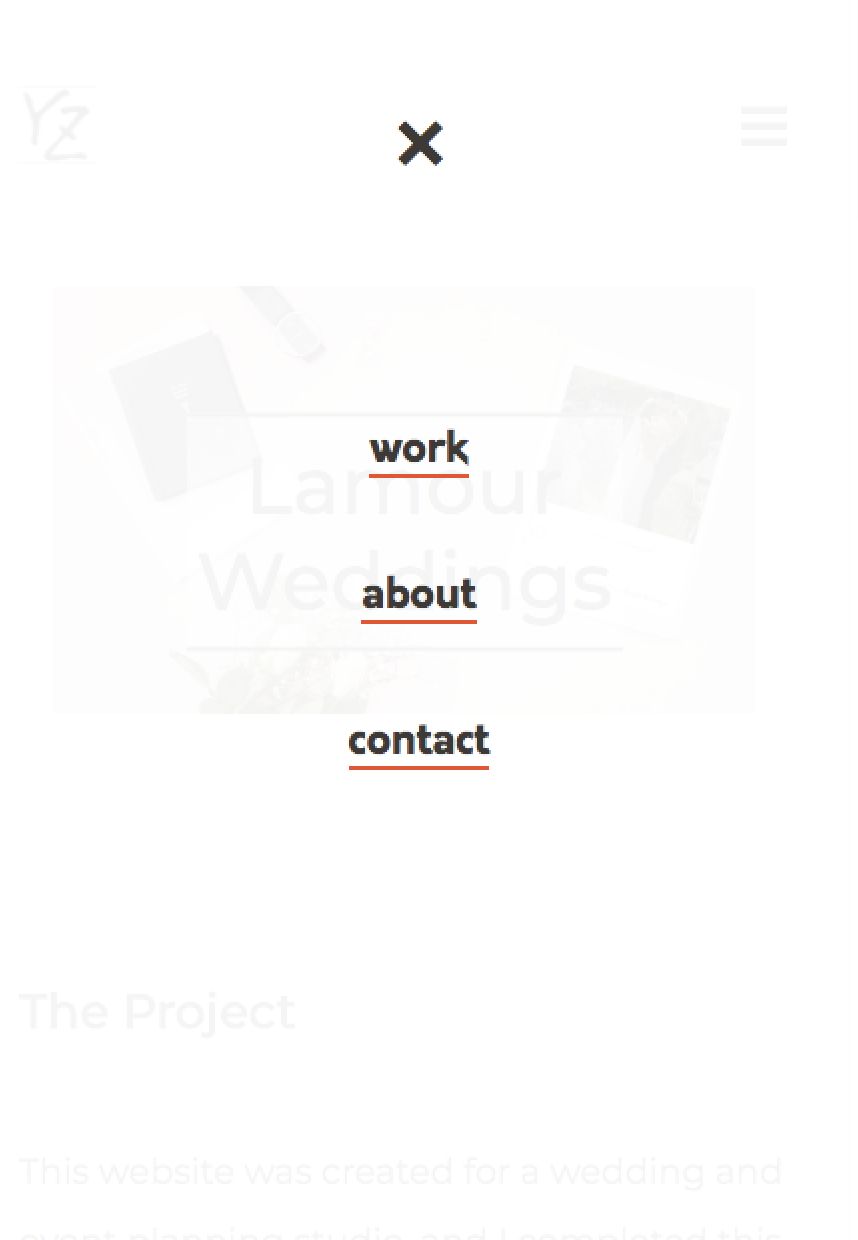 YZ
work
Lamour
about
Weddings
contact
The Project
This website was created for a wedding and
event planning studio, and I completed this